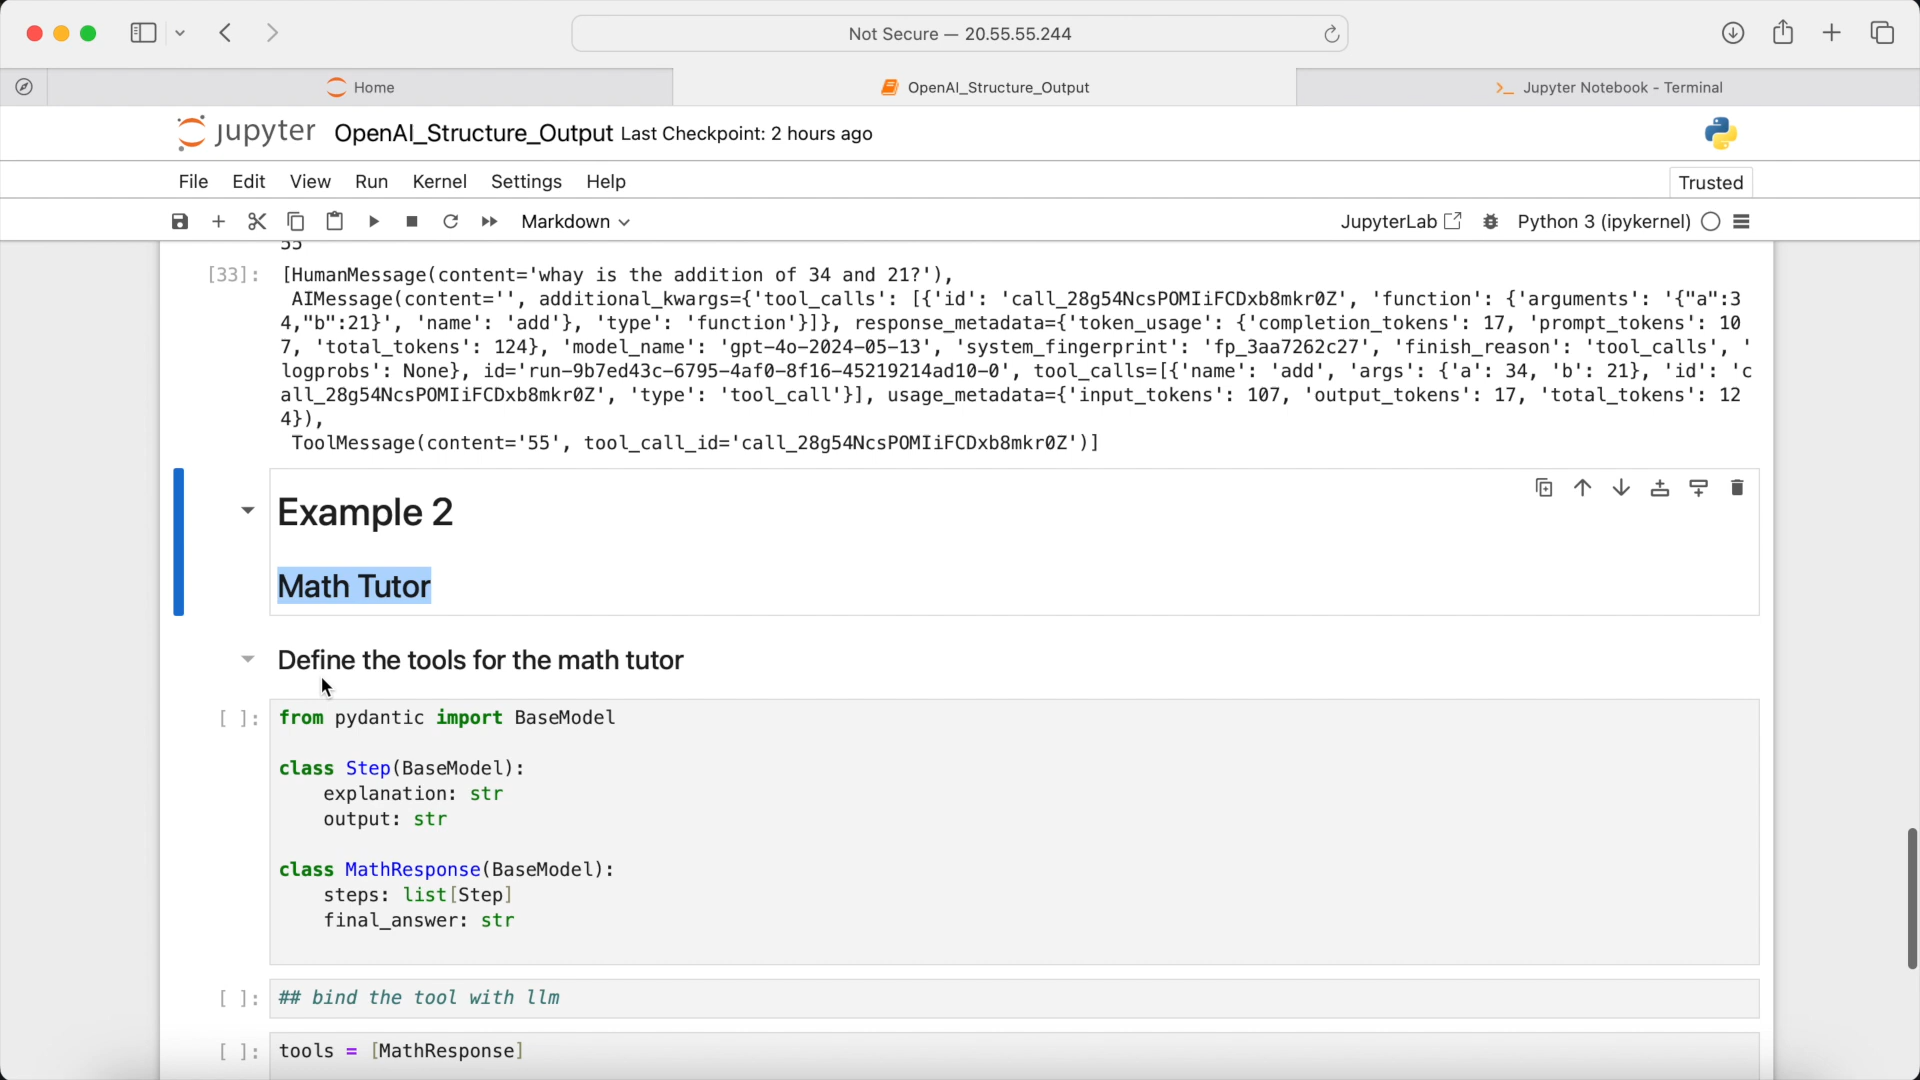 Not Secure — 20.55.55.244
Home
OpenAI_Structure_Output
Jupyter Notebook - Terminal
jupyter OpenAI_Structure_Output Last Checkpoint: 2 hours ago
File Edit View Run Kernel Settings Help
Trusted
Markdown
JupyterLab
Python 3 (ipykernel)
55
[33]: [HumanMessage(content='whay is the addition of 34 and 21?'),
AIMessage(content='', additional_kwargs={'tool_calls': [{'id': 'call_28g54NcsPOMIiFCDxb8mkr0Z', 'function': {'arguments': '{"a":3
4,"b":21}', 'name': 'add'}, 'type': 'function'}]}, response_metadata={'token_usage': {'completion_tokens': 17, 'prompt_tokens': 10
7, 'total_tokens': 124}, 'model_name': 'gpt-4o-2024-05-13', 'system_fingerprint': 'fp_3aa7262c27', 'finish_reason': 'tool_calls', '
logprobs': None}, id='run-9b7ed43c-6795-4af0-8f16-45219214ad10-0', tool_calls=[{'name': 'add', 'args': {'a': 34, 'b': 21}, 'id': 'c
all_28g54NcsPOMIiFCDxb8mkr0Z', 'type': 'tool_call'}], usage_metadata={'input_tokens': 107, 'output_tokens': 17, 'total_tokens': 12
4}),
ToolMessage(content='55', tool_call_id='call_28g54NcsPOMIiFCDxb8mkr0Z')]
Example 2
Math Tutor
Define the tools for the math tutor
[ ]: from pydantic import BaseModel
class Step(BaseModel):
explanation: str
output: str
class MathResponse(BaseModel):
steps: list[Step]
final_answer: str
[ ]: ## bind the tool with llm
[ ]: tools = [MathResponse]